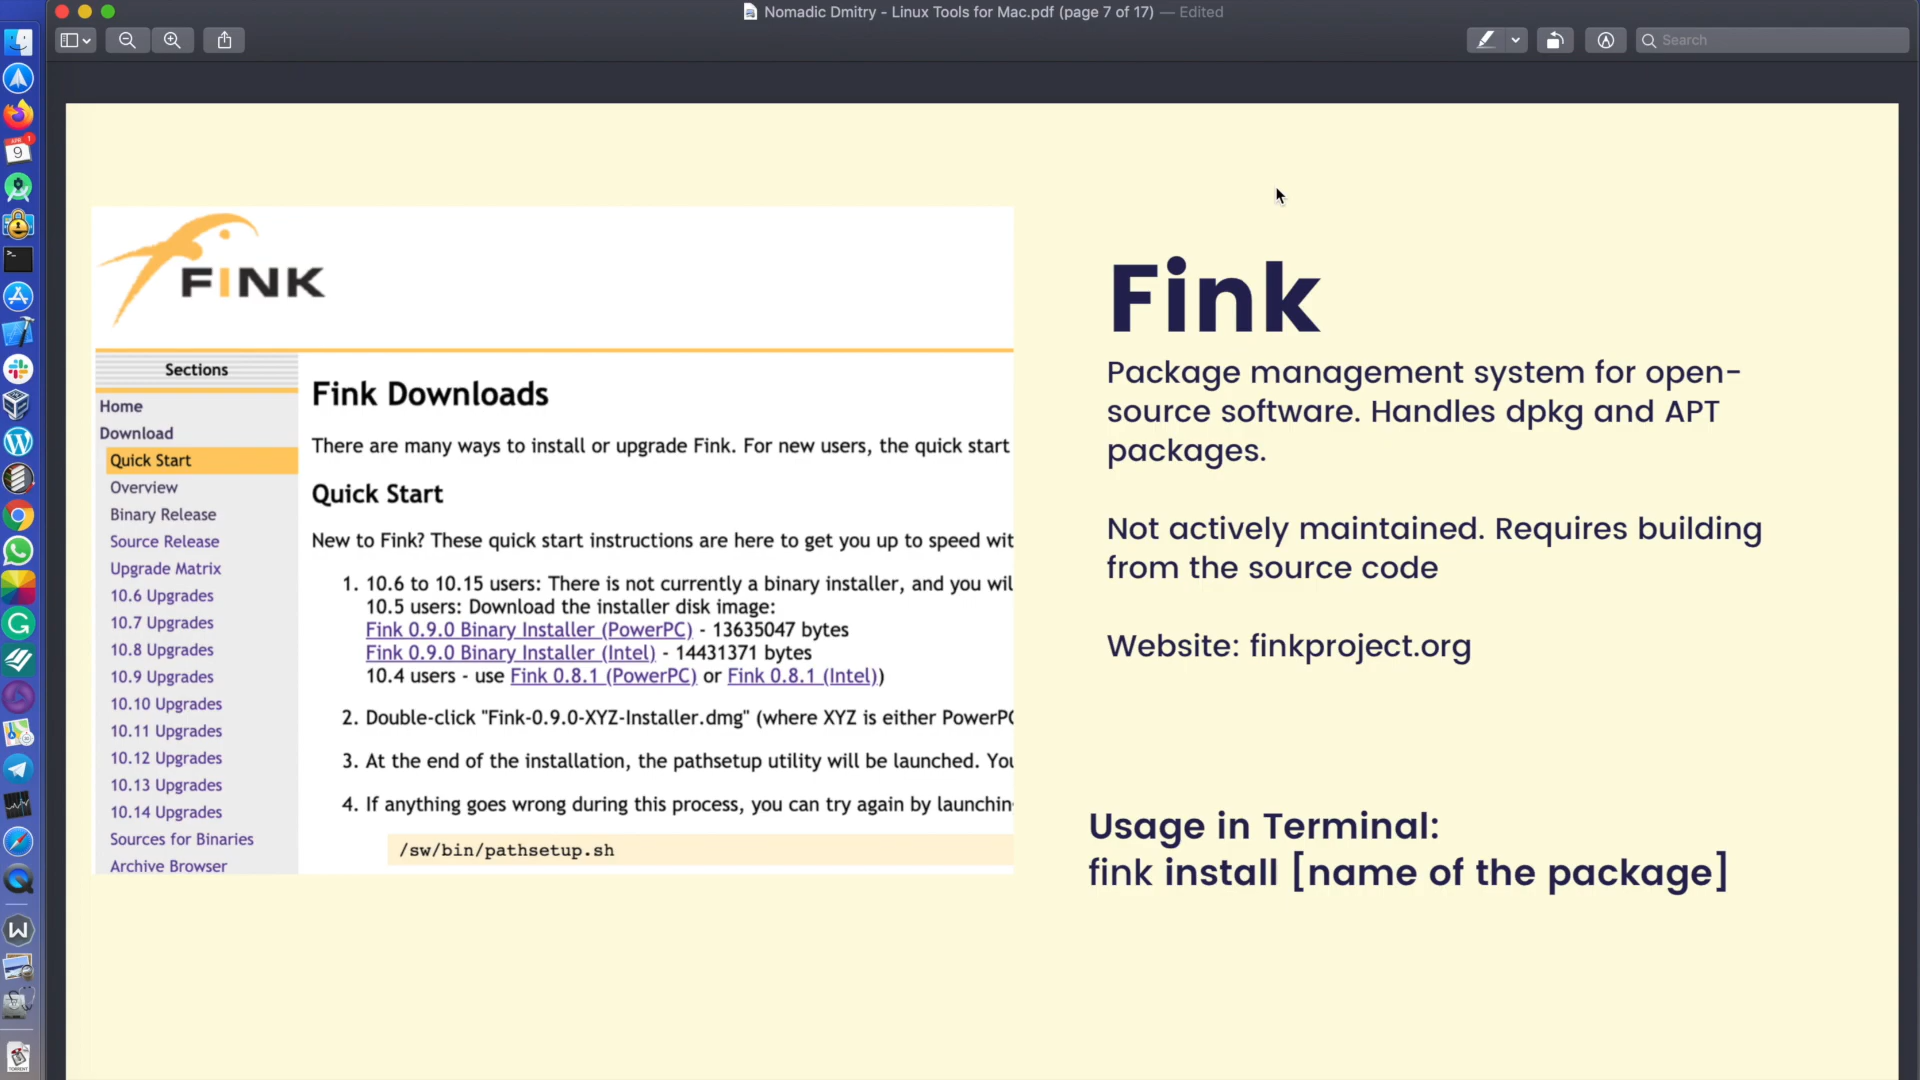 Nomadic Dmitry - Linux Tools for Mac.pdf (page 7 of 17) — Edited
Search
FINK
Sections
Home
Download
Quick Start
Overview
Binary Release
Source Release
Upgrade Matrix
10.6 Upgrades
10.7 Upgrades
10.8 Upgrades
10.9 Upgrades
10.10 Upgrades
10.11 Upgrades
10.12 Upgrades
10.13 Upgrades
10.14 Upgrades
Sources for Binaries
Archive Browser
Fink Downloads
There are many ways to install or upgrade Fink. For new users, the quick start
Quick Start
New to Fink? These quick start instructions are here to get you up to speed wit
1. 10.6 to 10.15 users: There is not currently a binary installer, and you wil
10.5 users: Download the installer disk image:
Fink 0.9.0 Binary Installer (PowerPC) - 13635047 bytes
Fink 0.9.0 Binary Installer (Intel) - 14431371 bytes
10.4 users - use Fink 0.8.1 (PowerPC) or Fink 0.8.1 (Intel))
2. Double-click "Fink-0.9.0-XYZ-Installer.dmg" (where XYZ is either PowerPC
3. At the end of the installation, the pathsetup utility will be launched. You
4. If anything goes wrong during this process, you can try again by launchin
/sw/bin/pathsetup.sh
Fink
Package management system for open-
source software. Handles dpkg and APT
packages.
Not actively maintained. Requires building
from the source code
Website: finkproject.org
Usage in Terminal:
fink install [name of the package]
APR
9
1